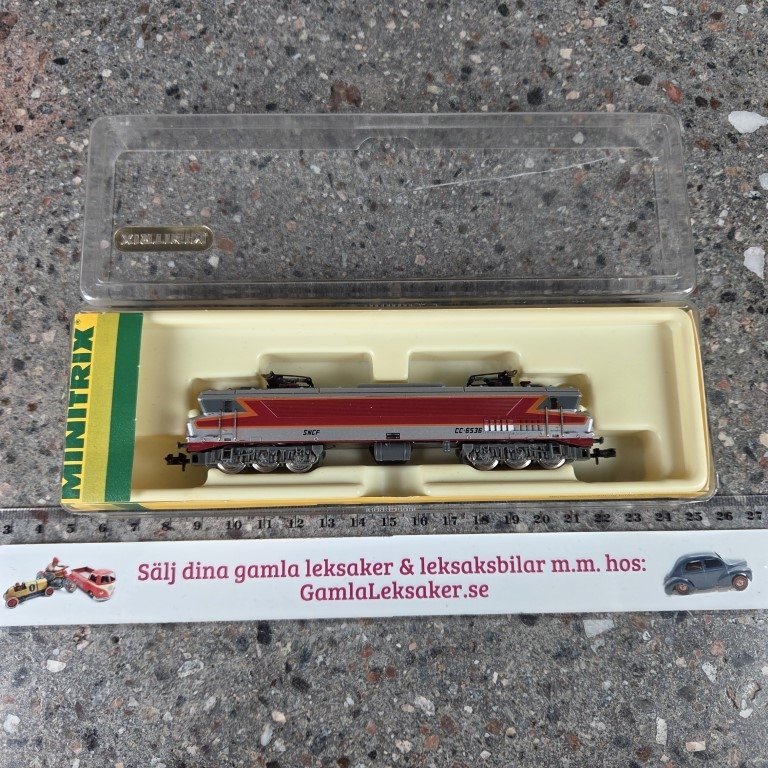 MINITRIX
MINITRIX
SNCF
CC-6536
3 4 5 6 7 8 9 10 11 12 13 14 15 16 17 18 19 20 21 22 23 24 25 26 27
Sälj dina gamla leksaker & leksaksbilar m.m. hos:
GamlaLeksaker.se